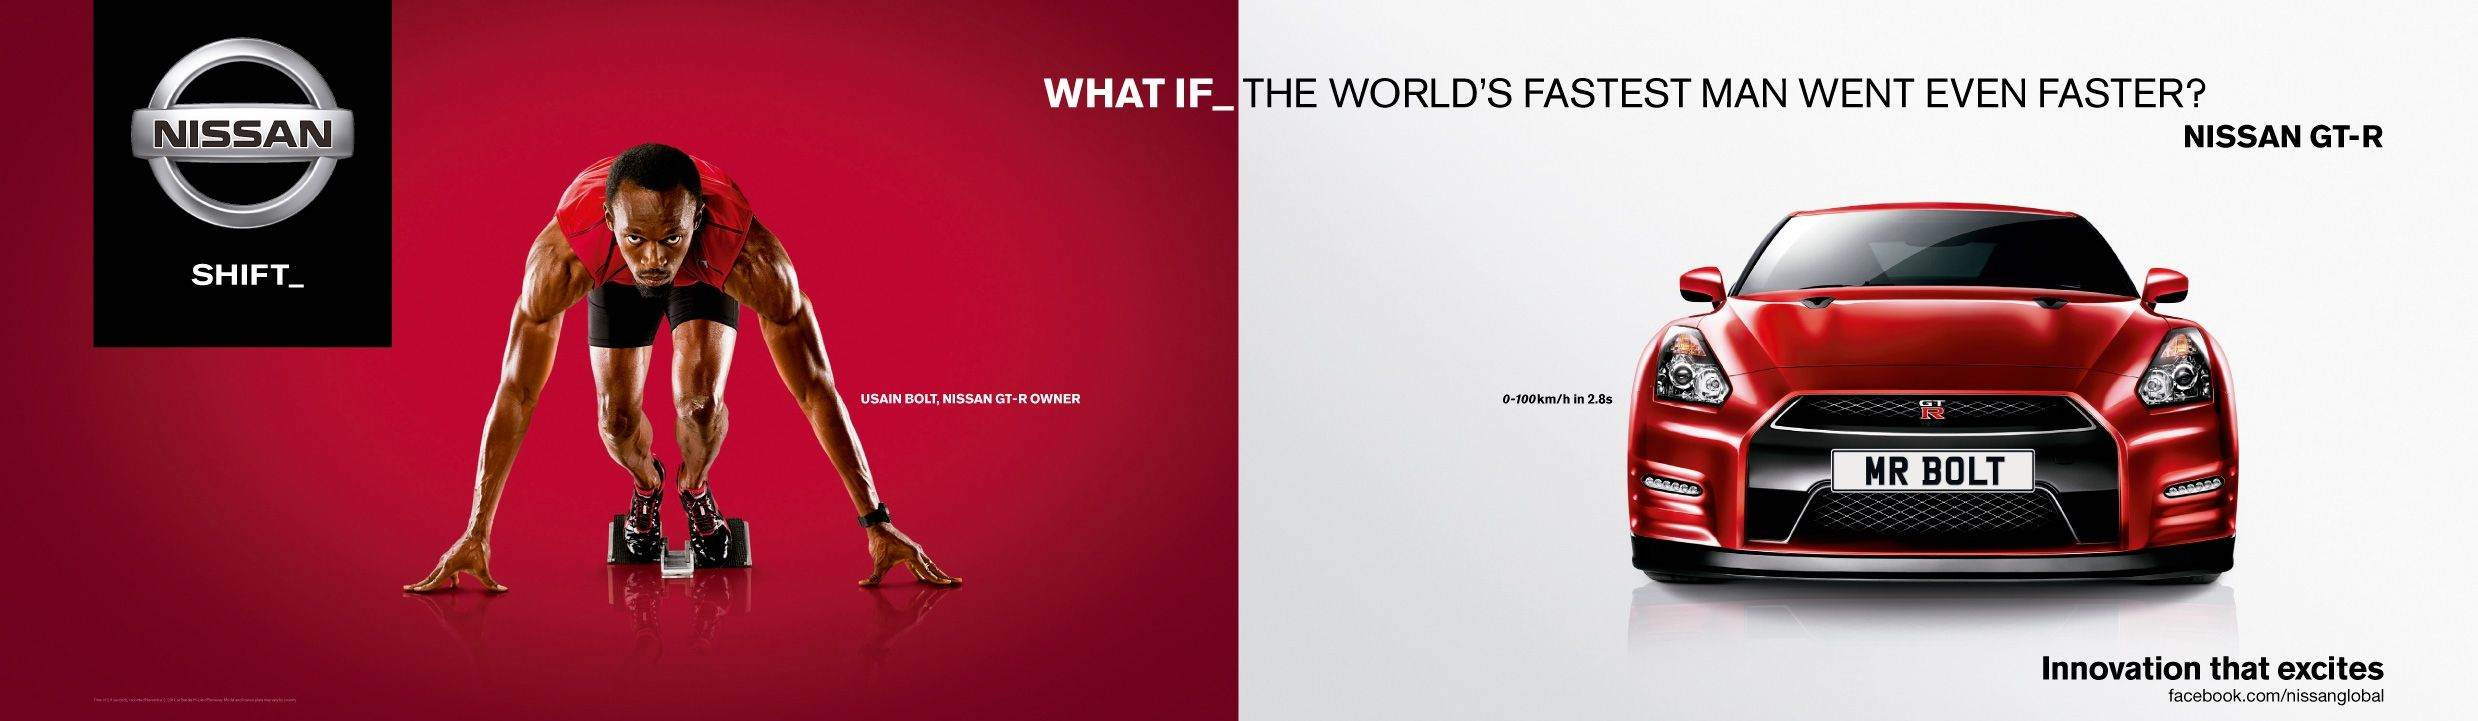 NISSAN
SHIFT_
WHAT IF_ THE WORLD'S FASTEST MAN WENT EVEN FASTER?
NISSAN GT-R
USAIN BOLT, NISSAN GT-R OWNER
0-100km/h in 2.8s
GT
R
MR BOLT
Innovation that excites
facebook.com/nissanglobal